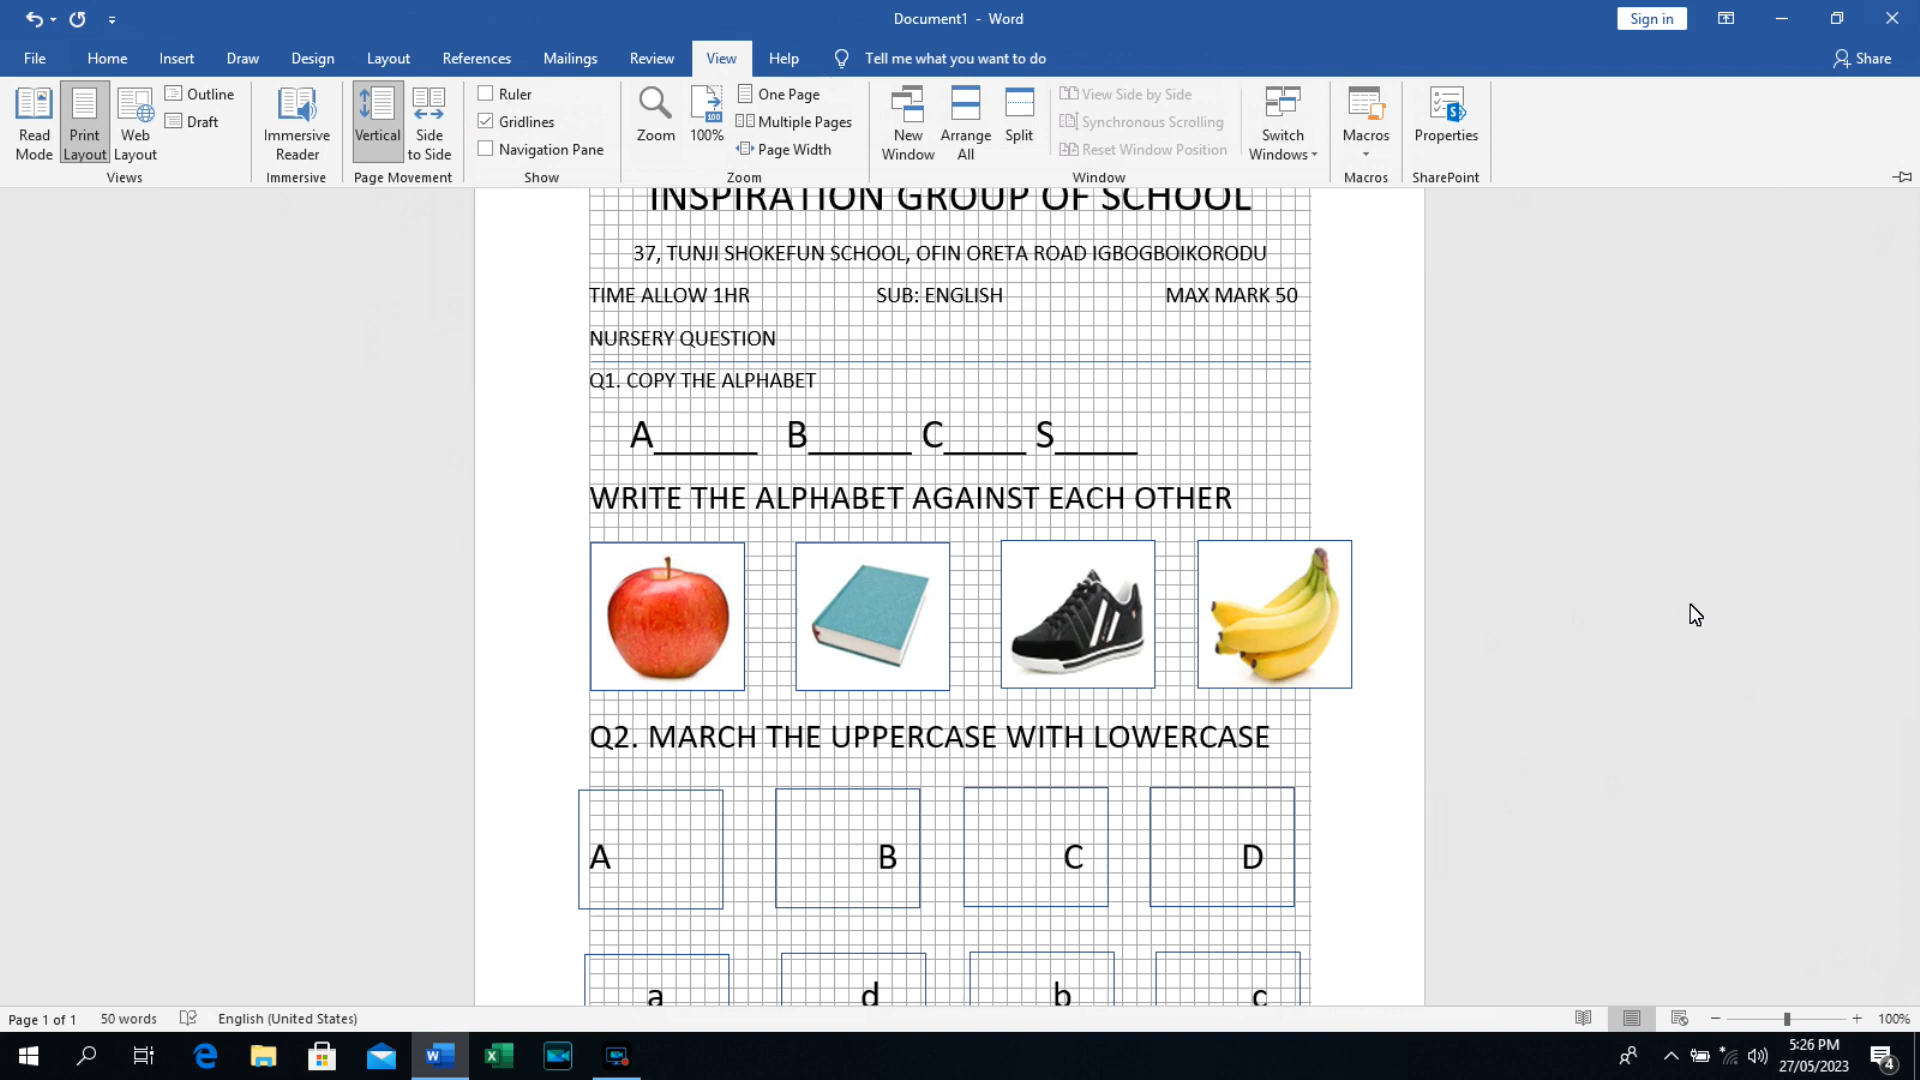 Document1 - Word
Sign in
File Home Insert Draw Design Layout References Mailings Review View Help Tell me what you want to do Share
Read Mode
Print Layout
Web Layout
Outline
Draft
Views
Immersive Reader
Immersive
Vertical
Side to Side
Page Movement
Ruler
Gridlines
Navigation Pane
Show
Zoom
100
100%
One Page
Multiple Pages
Page Width
Zoom
New Window
Arrange All
Split
View Side by Side
Synchronous Scrolling
Reset Window Position
Switch Windows
Window
Macros
Macros
S
Properties
SharePoint
INSPIRATION GROUP OF SCHOOL
37, TUNJI SHOKEFUN SCHOOL, OFIN ORETA ROAD IGBOGBOIKORODU
TIME ALLOW 1HR SUB: ENGLISH MAX MARK 50
NURSERY QUESTION
Q1. COPY THE ALPHABET
A_____ B_____ C____ S____
WRITE THE ALPHABET AGAINST EACH OTHER
Q2. MARCH THE UPPERCASE WITH LOWERCASE
A B C D
a d b c
Page 1 of 1 50 words English (United States) 100%
5:26 PM
27/05/2023
4